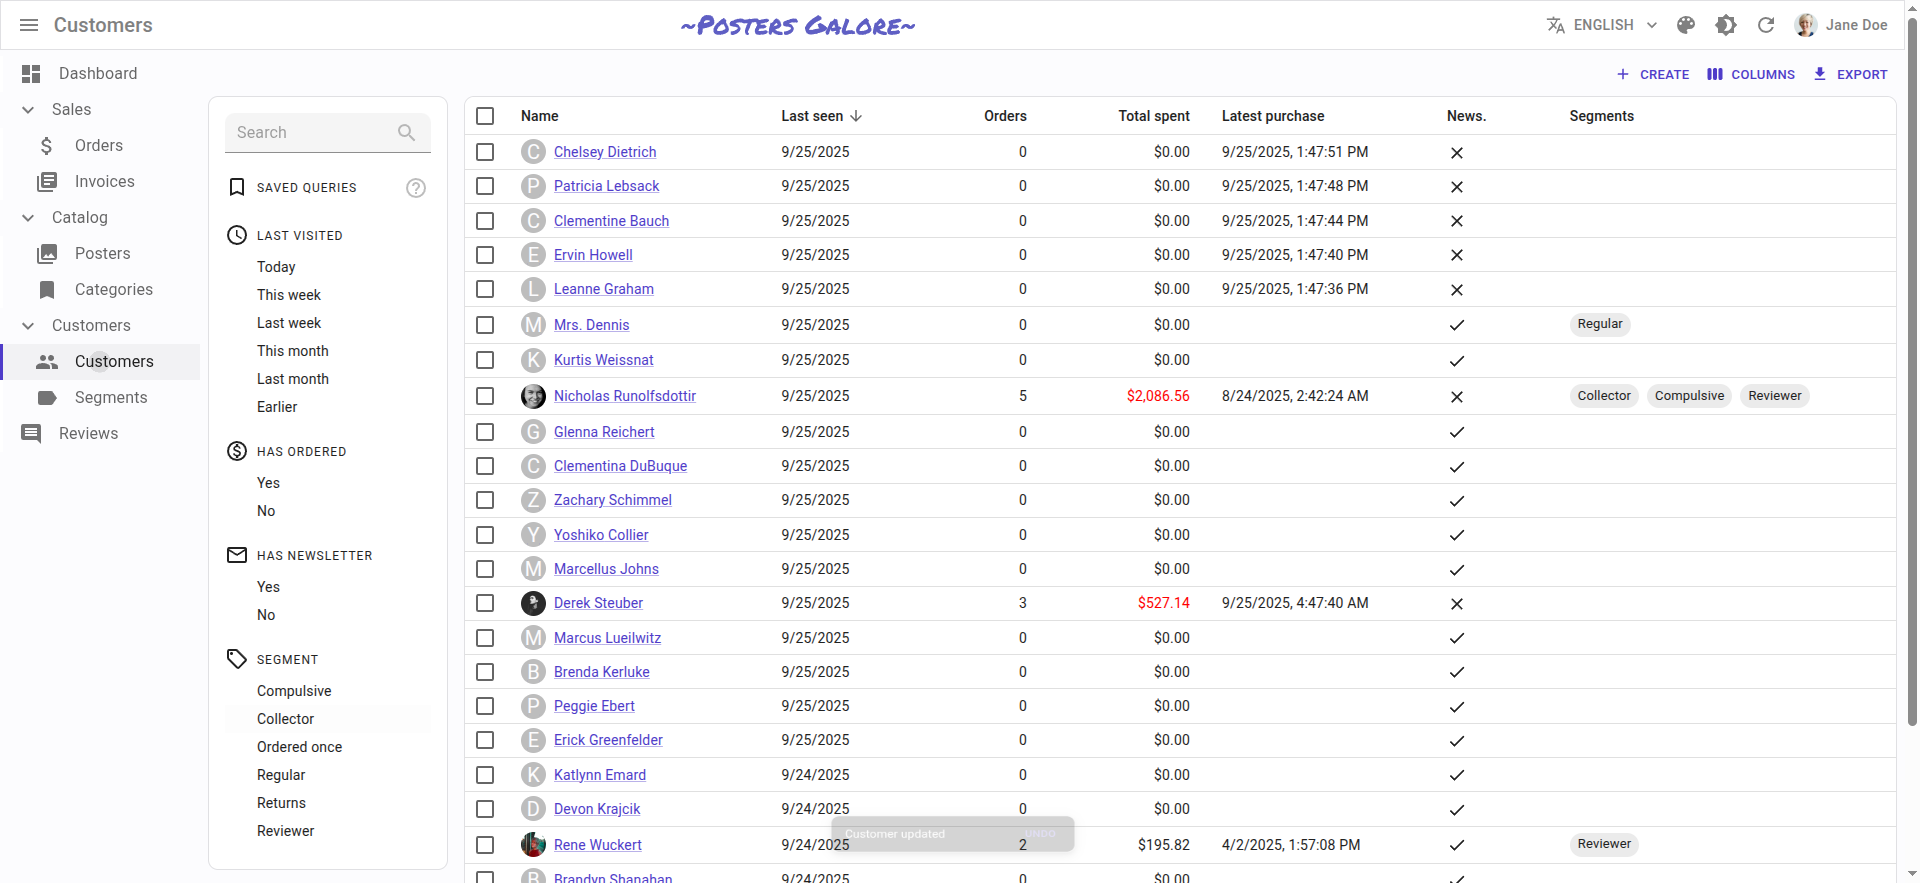 Customers
~Posters Galore~
ENGLISH
Jane Doe
Dashboard
Sales
Orders
Invoices
Catalog
Posters
Categories
Customers
Customers
Segments
Reviews
CREATE
COLUMNS
EXPORT
Search
SAVED QUERIES
LAST VISITED
Today
This week
Last week
This month
Last month
Earlier
HAS ORDERED
Yes
No
HAS NEWSLETTER
Yes
No
SEGMENT
Compulsive
Collector
Ordered once
Regular
Returns
Reviewer
Name Last seen Orders Total spent Latest purchase News. Segments
C Chelsey Dietrich 9/25/2025 0 $0.00 9/25/2025, 1:47:51 PM
P Patricia Lebsack 9/25/2025 0 $0.00 9/25/2025, 1:47:48 PM
C Clementine Bauch 9/25/2025 0 $0.00 9/25/2025, 1:47:44 PM
E Ervin Howell 9/25/2025 0 $0.00 9/25/2025, 1:47:40 PM
L Leanne Graham 9/25/2025 0 $0.00 9/25/2025, 1:47:36 PM
M Mrs. Dennis 9/25/2025 0 $0.00 Regular
K Kurtis Weissnat 9/25/2025 0 $0.00
Nicholas Runolfsdottir 9/25/2025 5 $2,086.56 8/24/2025, 2:42:24 AM Collector Compulsive Reviewer
G Glenna Reichert 9/25/2025 0 $0.00
C Clementina DuBuque 9/25/2025 0 $0.00
Z Zachary Schimmel 9/25/2025 0 $0.00
Y Yoshiko Collier 9/25/2025 0 $0.00
M Marcellus Johns 9/25/2025 0 $0.00
Derek Steuber 9/25/2025 3 $527.14 9/25/2025, 4:47:40 AM
M Marcus Lueilwitz 9/25/2025 0 $0.00
B Brenda Kerluke 9/25/2025 0 $0.00
P Peggie Ebert 9/25/2025 0 $0.00
E Erick Greenfelder 9/25/2025 0 $0.00
K Katlynn Emard 9/24/2025 0 $0.00
D Devon Krajcik 9/24/2025 0 $0.00
Customer updated UNDO
Rene Wuckert 9/24/2025 2 $195.82 4/2/2025, 1:57:08 PM Reviewer
B Brandyn Shanahan 9/24/2025 0 $0.00